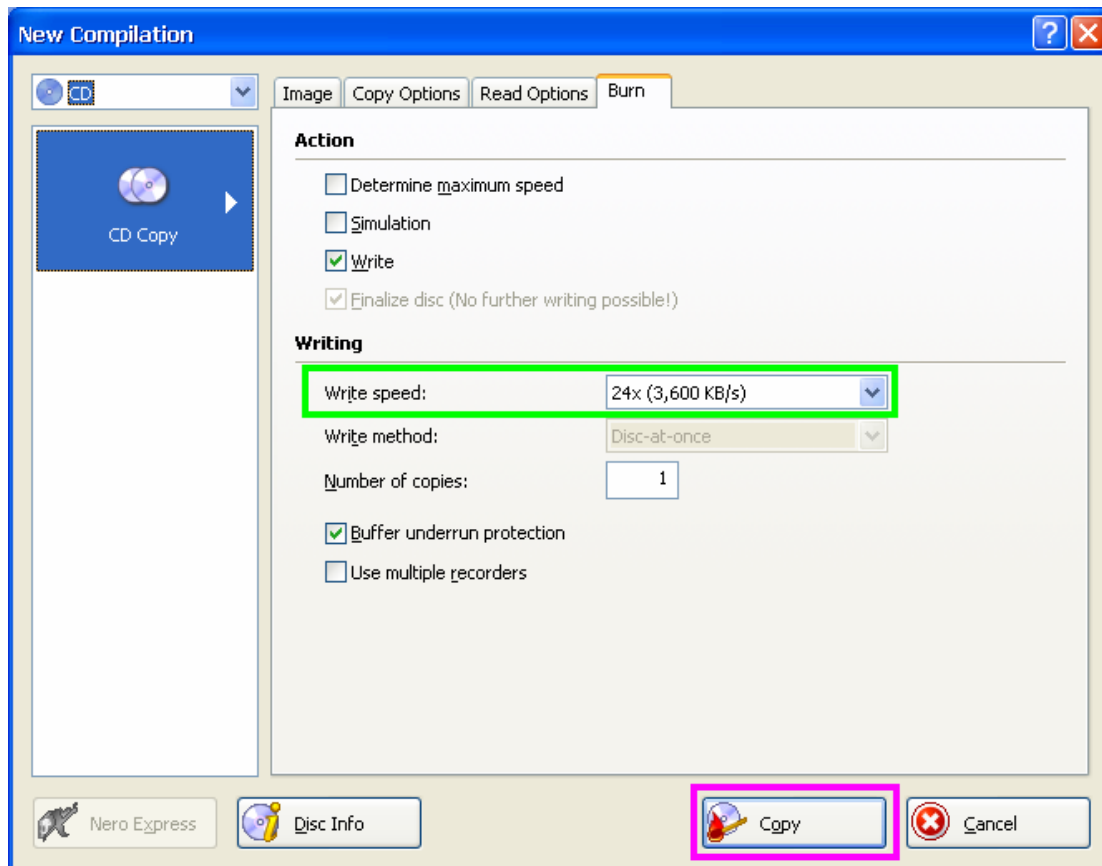 New Compilation
CD
CD Copy
Image Copy Options Read Options Burn
Action
Determine maximum speed
Simulation
Write
Finalize disc (No further writing possible!)
Writing
Write speed: 24x (3,600 KB/s)
Write method: Disc-at-once
Number of copies: 1
Buffer underrun protection
Use multiple recorders
Nero Express Disc Info Copy Cancel